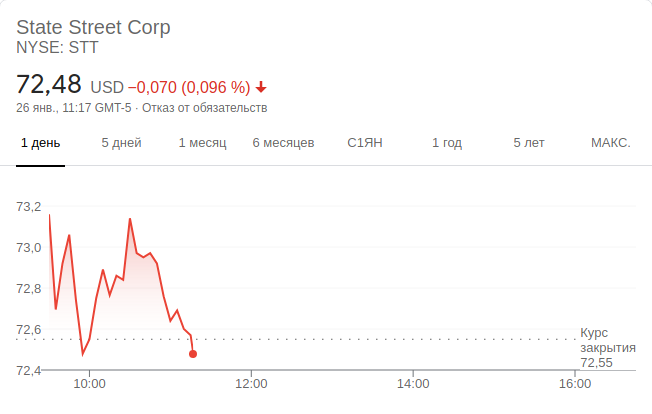 State Street Corp
NYSE: STT
72,48 USD −0,070 (0,096 %)
26 янв., 11:17 GMT-5 · Отказ от обязательств
1 день 5 дней 1 месяц 6 месяцев С1ЯН 1 год 5 лет МАКС.
73,2
73,0
72,8
72,6
Курс
закрытия
72,55
72,4
10:00 12:00 14:00 16:00